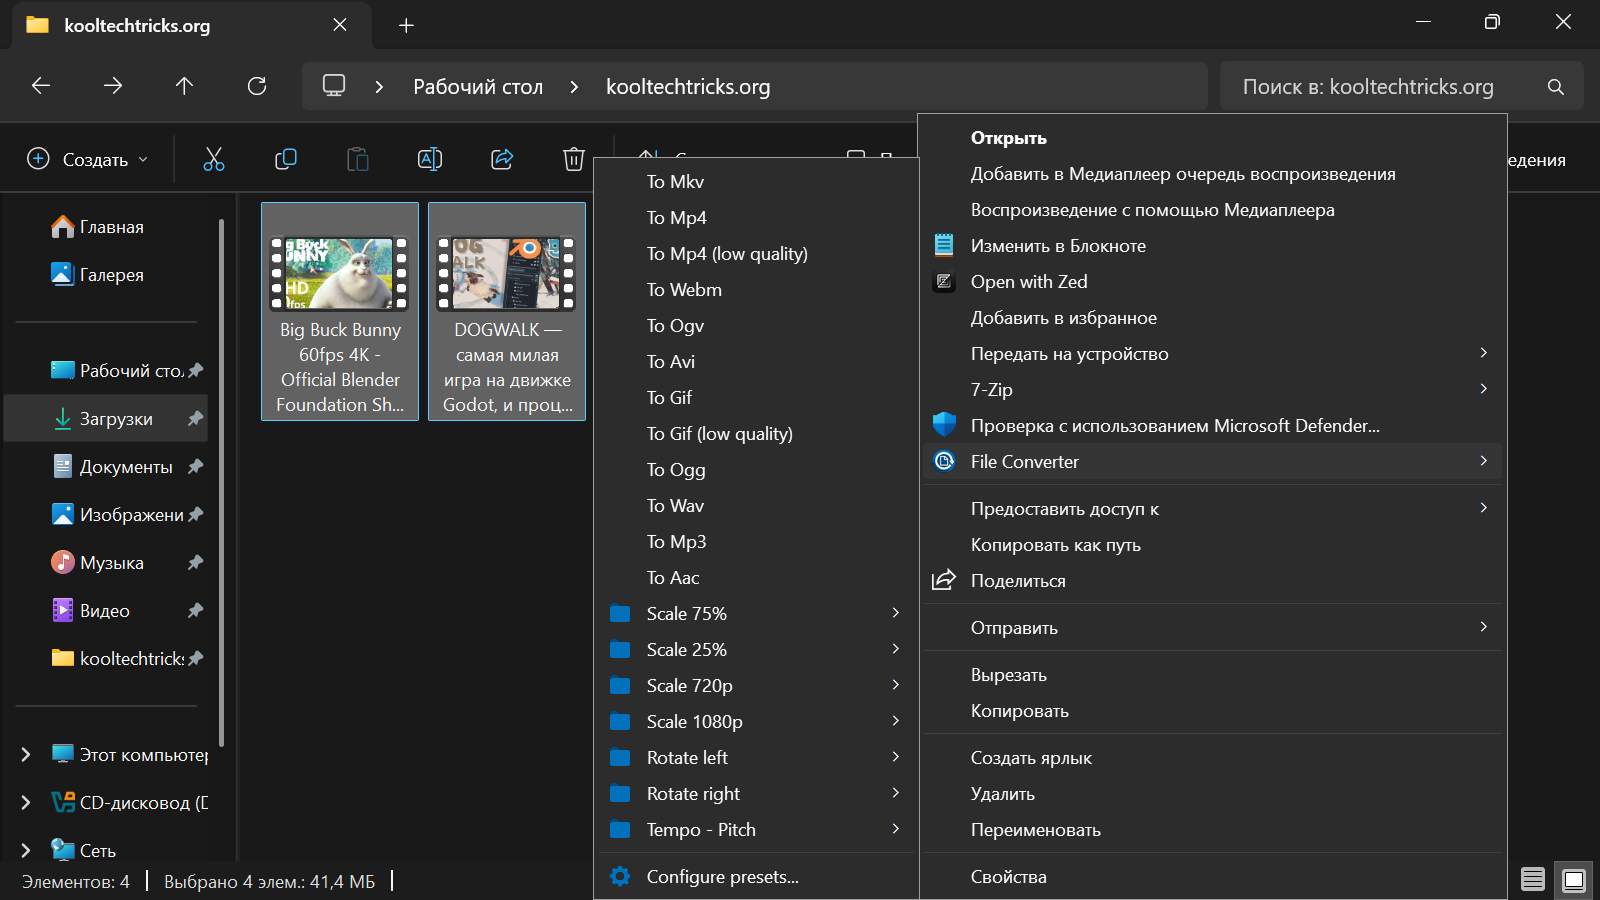 kooltechtricks.org
Рабочий стол
kooltechtricks.org
Поиск в: kooltechtricks.org
Создать
едения
Главная
Галерея
Рабочий сто
Загрузки
Документы
Изображени
Музыка
Видео
kooltechtrick
Этот компьютер
CD-дисковод (D
Сеть
Big Buck Bunny
60fps 4K -
Official Blender
Foundation Sh...
DOGWALK —
самая милая
игра на движке
Godot, и проц...
To Mkv
To Mp4
To Mp4 (low quality)
To Webm
To Ogv
To Avi
To Gif
To Gif (low quality)
To Ogg
To Wav
To Mp3
To Aac
Scale 75%
Scale 25%
Scale 720p
Scale 1080p
Rotate left
Rotate right
Tempo - Pitch
Configure presets...
Открыть
Добавить в Медиаплеер очередь воспроизведения
Воспроизведение с помощью Медиаплеера
Изменить в Блокноте
Open with Zed
Добавить в избранное
Передать на устройство
7-Zip
Проверка с использованием Microsoft Defender...
File Converter
Предоставить доступ к
Копировать как путь
Поделиться
Отправить
Вырезать
Копировать
Создать ярлык
Удалить
Переименовать
Свойства
Элементов: 4
Выбрано 4 элем.: 41,4 МБ